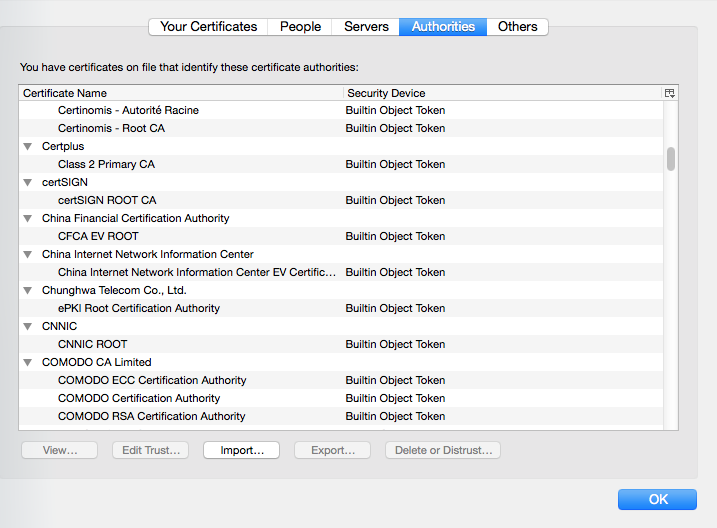 Your Certificates People Servers Authorities Others
You have certificates on file that identify these certificate authorities:
Certificate Name Security Device
Certinomis - Autorité Racine Builtin Object Token
Certinomis - Root CA Builtin Object Token
Certplus
Class 2 Primary CA Builtin Object Token
certSIGN
certSIGN ROOT CA Builtin Object Token
China Financial Certification Authority
CFCA EV ROOT Builtin Object Token
China Internet Network Information Center
China Internet Network Information Center EV Certific... Builtin Object Token
Chunghwa Telecom Co., Ltd.
ePKI Root Certification Authority Builtin Object Token
CNNIC
CNNIC ROOT Builtin Object Token
COMODO CA Limited
COMODO ECC Certification Authority Builtin Object Token
COMODO Certification Authority Builtin Object Token
COMODO RSA Certification Authority Builtin Object Token
View... Edit Trust... Import... Export... Delete or Distrust...
OK